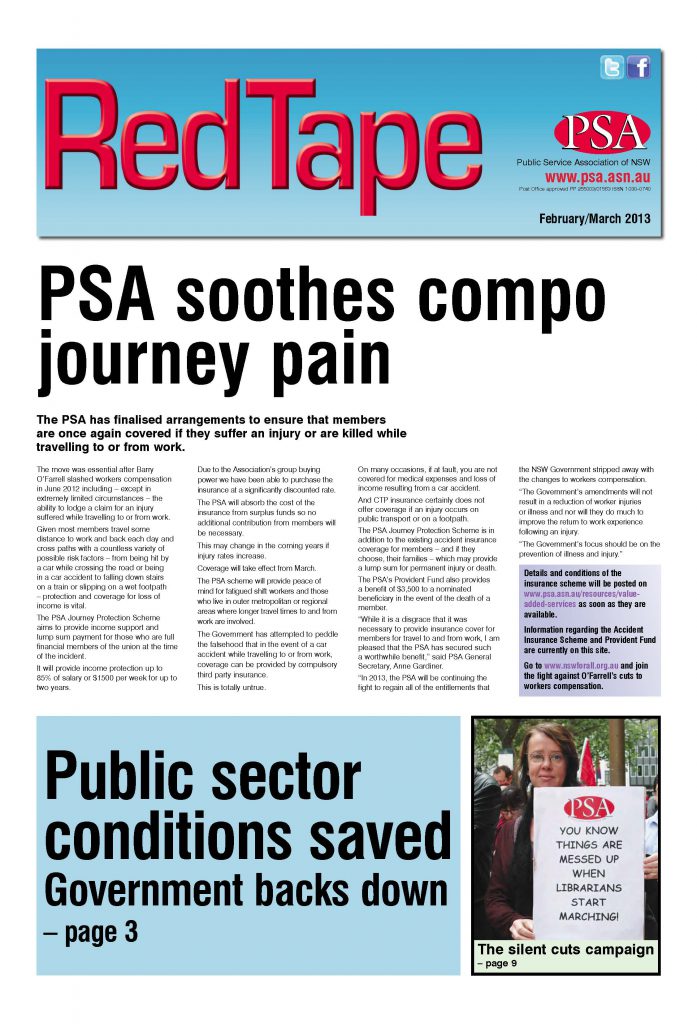 RedTape
PSA
Public Service Association of NSW
www.psa.asn.au
February/March 2013
PSA soothes compo
journey pain
The PSA has finalised arrangements to ensure that members
are once again covered if they suffer an injury or are killed while
travelling to or from work.
The move was essential after Barry
O'Farrell slashed workers compensation
in June 2012 including – except in
extremely limited circumstances – the
ability to lodge a claim for an injury
suffered while travelling to or from work.
Given most members travel some
distance to work and back each day and
cross paths with a countless variety of
possible risk factors – from being hit by
a car while crossing the road or being
in a car accident to falling down stairs
on a train or slipping on a wet footpath
– protection and coverage for loss of
income is vital.
The PSA Journey Protection Scheme
aims to provide income support and
lump sum payment for those who are full
financial members of the union at the time
of the incident.
It will provide income protection up to
85% of salary or $1500 per week for up to
two years.
Due to the Association's group buying
power we have been able to purchase the
insurance at a significantly discounted rate.
The PSA will absorb the cost of the
insurance from surplus funds so no
additional contribution from members will
be necessary.
This may change in the coming years if
injury rates increase.
Coverage will take effect from March.
The PSA scheme will provide peace of
mind for fatigued shift workers and those
who live in outer metropolitan or regional
areas where longer travel times to and from
work are involved.
The Government has attempted to peddle
the falsehood that in the event of a car
accident while travelling to or from work,
coverage can be provided by compulsory
third party insurance.
This is totally untrue.
On many occasions, if at fault, you are not
covered for medical expenses and loss of
income resulting from a car accident.
And CTP insurance certainly does not
offer coverage if an injury occurs on
public transport or on a footpath.
The PSA Journey Protection Scheme is in
addition to the existing accident insurance
coverage for members – and if they
choose, their families – which may provide
a lump sum for permanent injury or death.
The PSA's Provident Fund also provides
a benefit of $3,500 to a nominated
beneficiary in the event of the death of a
member.
“While it is a disgrace that it was
necessary to provide insurance cover for
members for travel to and from work, I am
pleased that the PSA has secured such
a worthwhile benefit,” said PSA General
Secretary, Anne Gardiner.
“In 2013, the PSA will be continuing the
fight to regain all of the entitlements that
the NSW Government stripped away with
the changes to workers compensation.
“The Government's amendments will not
result in a reduction of worker injuries
or illness and nor will they do much to
improve the return to work experience
following an injury.
“The Government's focus should be on the
prevention of illness and injury.”
Details and conditions of the
insurance scheme will be posted on
www.psa.asn.au/resources/value-
added-services as soon as they are
available.
Information regarding the Accident
Insurance Scheme and Provident Fund
are currently on this site.
Go to www.nswforall.org.au and join
the fight against O'Farrell's cuts to
workers compensation.
Public sector
conditions saved
Government backs down
– page 3
PSA
YOU KNOW
THINGS ARE
MESSED UP
WHEN
LIBRARIANS
START
MARCHING!
The silent cuts campaign
– page 9